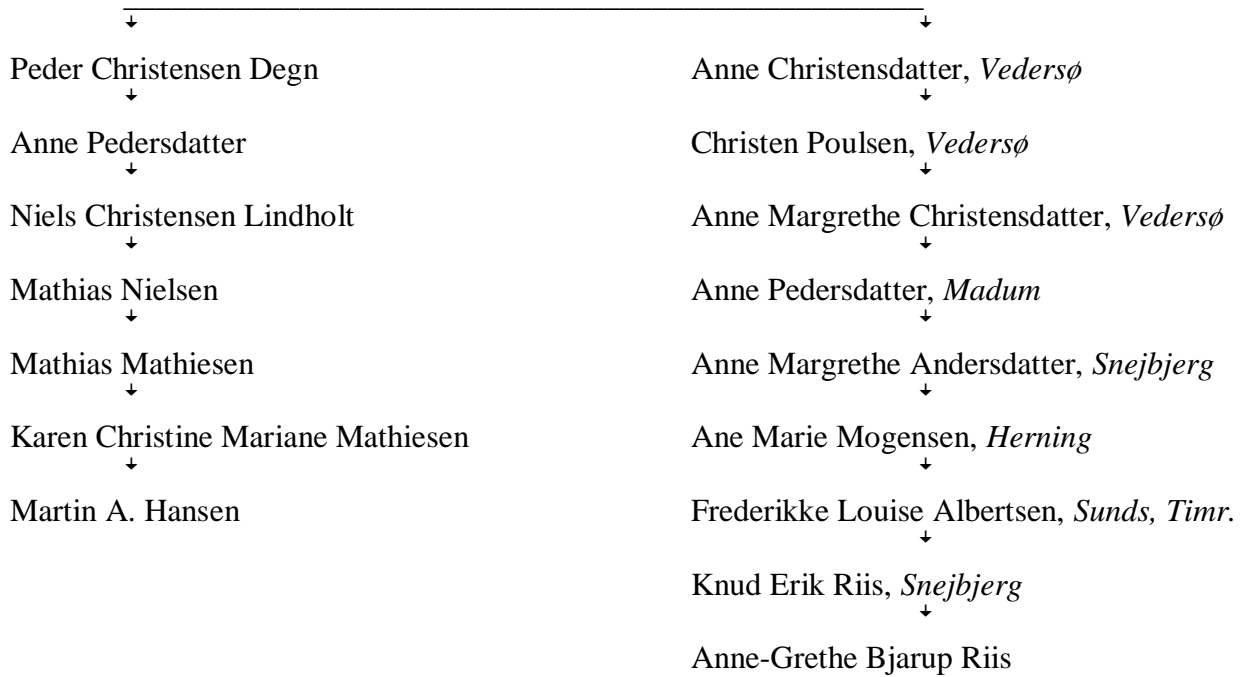 Peder Christensen Degn Anne Christensdatter, Vedersø
Anne Pedersdatter Christen Poulsen, Vedersø
Niels Christensen Lindholt Anne Margrethe Christensdatter, Vedersø
Mathias Nielsen Anne Pedersdatter, Madum
Mathias Mathiesen Anne Margrethe Andersdatter, Snejbjerg
Karen Christine Mariane Mathiesen Ane Marie Mogensen, Herning
Martin A. Hansen Frederikke Louise Albertsen, Sunds, Timr.
Knud Erik Riis, Snejbjerg
Anne-Grethe Bjarup Riis